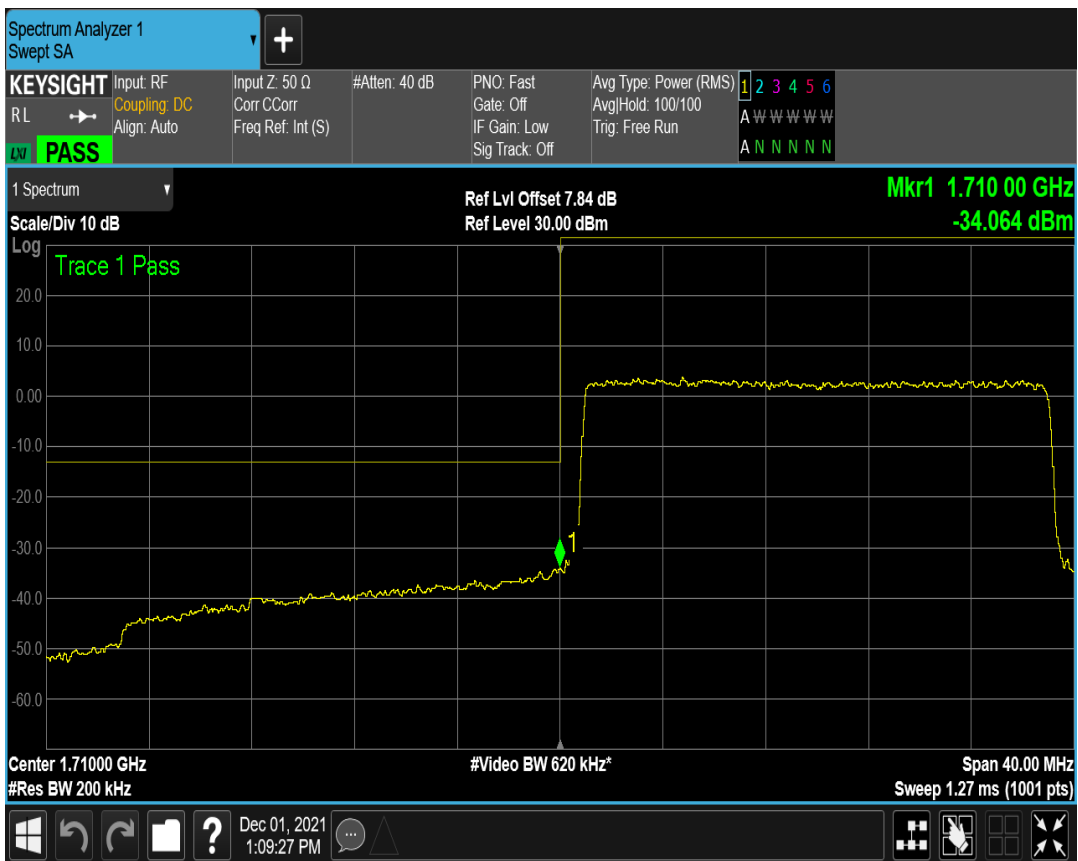 Spectrum Analyzer 1
Swept SA
+
KEYSIGHT
RL
LXI PASS
Input: RF
Coupling: DC
Align: Auto
Input Z: 50 Ω
Corr CCorr
Freq Ref: Int (S)
#Atten: 40 dB
PNO: Fast
Gate: Off
IF Gain: Low
Sig Track: Off
Avg Type: Power (RMS)
Avg|Hold: 100/100
Trig: Free Run
1 2 3 4 5 6
A W W W W W
A N N N N N
1 Spectrum
Scale/Div 10 dB
Ref Lvl Offset 7.84 dB
Ref Level 30.00 dBm
Mkr1 1.710 00 GHz
-34.064 dBm
Log
Trace 1 Pass
20.0
10.0
0.00
-10.0
-20.0
-30.0
-40.0
-50.0
-60.0
1
Center 1.71000 GHz
#Res BW 200 kHz
#Video BW 620 kHz*
Span 40.00 MHz
Sweep 1.27 ms (1001 pts)
?
Dec 01, 2021
1:09:27 PM